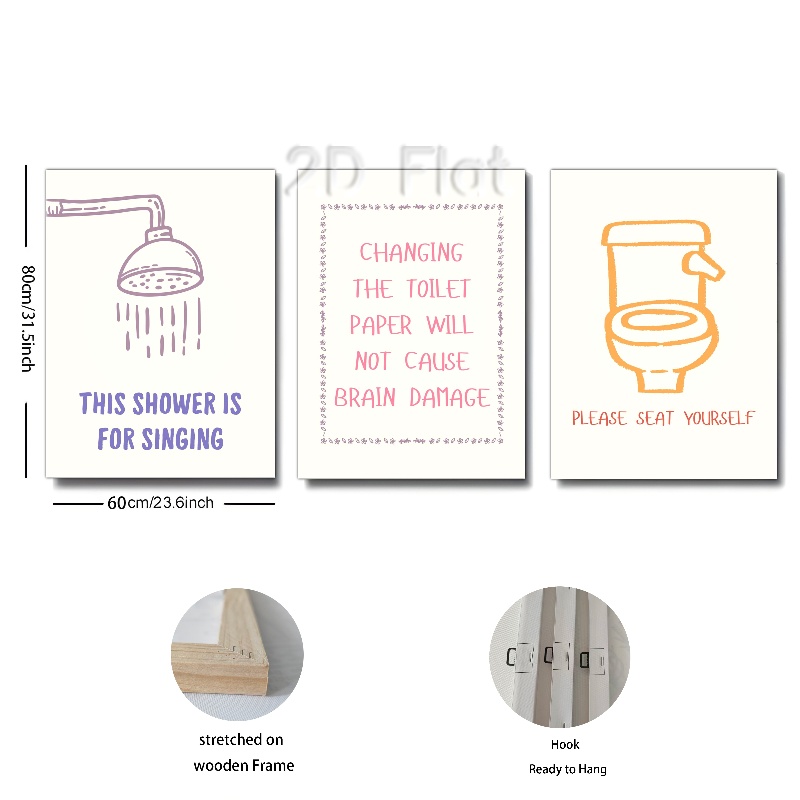 2D Flat
80cm/31.5inch
THIS SHOWER IS
FOR SINGING
CHANGING
THE TOILET
PAPER WILL
NOT CAUSE
BRAIN DAMAGE
PLEASE SEAT YOURSELF
60cm/23.6inch
stretched on
wooden Frame
Hook
Ready to Hang